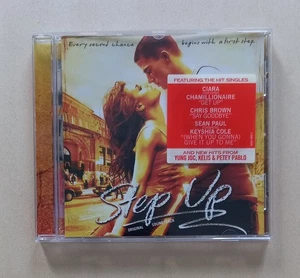 Every second chance begins with a first step.
FEATURING THE HIT SINGLES
CIARA
CHAMILLIONAIRE
"GET UP"
CHRIS BROWN
"SAY GOODBYE"
SEAN PAUL
KEYSHIA COLE
"(WHEN YOU GONNA)
GIVE IT UP TO ME"
AND NEW HITS FROM
YUNG JOC, KELIS & PETEY PABLO
Step Up
ORIGINAL SOUNDTRACK